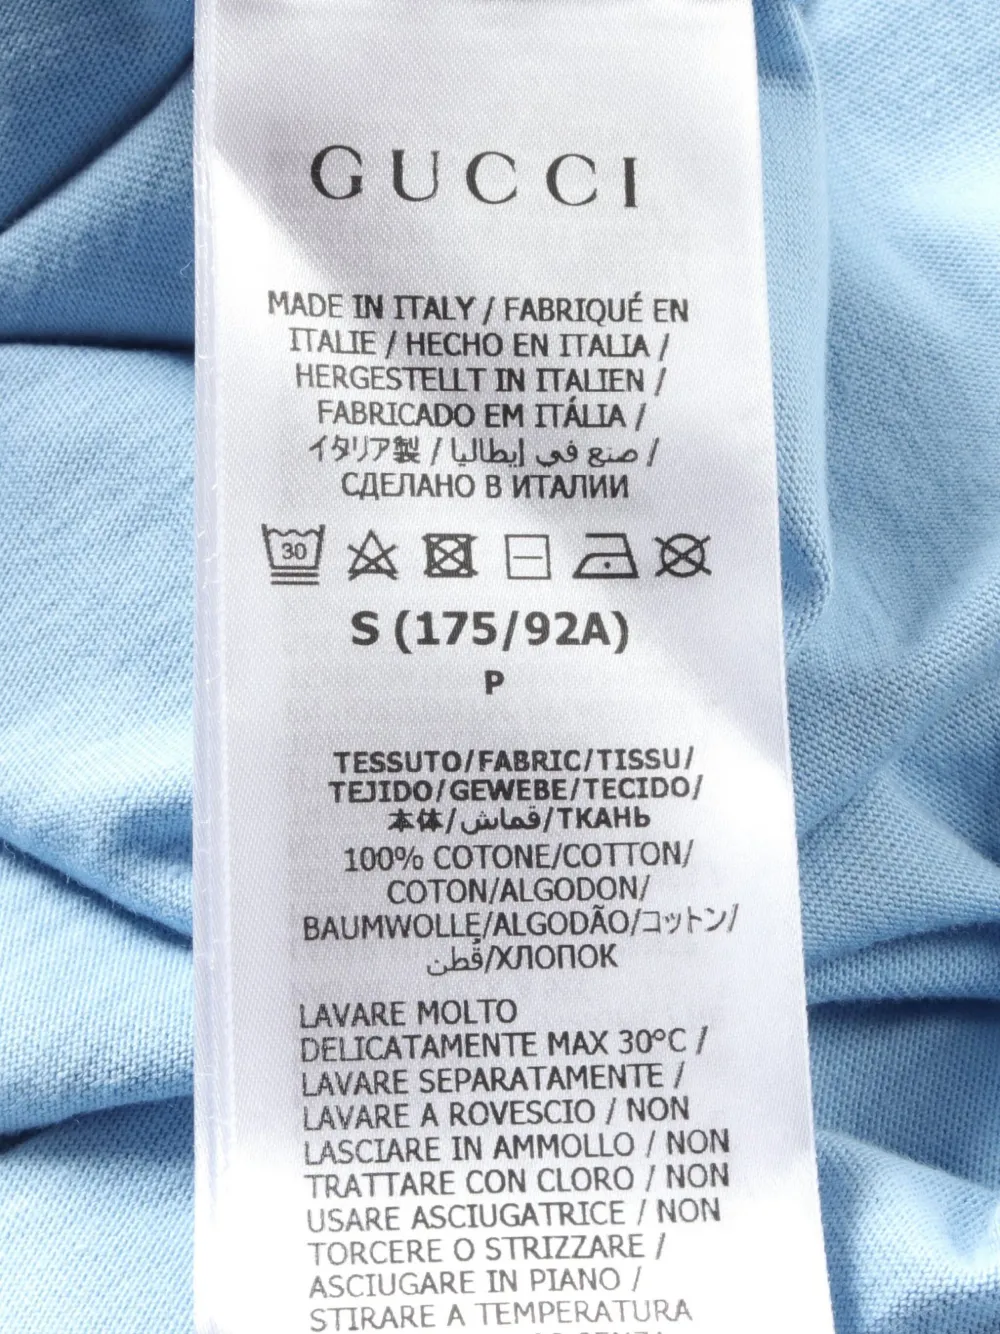 GUCCI
MADE IN ITALY / FABRIQUÉ EN
ITALIE / HECHO EN ITALIA /
HERGESTELLT IN ITALIEN /
FABRICADO EM ITÁLIA /
イタリア製 / صنع في إيطاليا /
СДЕЛАНО В ИТАЛИИ
30
S (175/92A)
P
TESSUTO/FABRIC/TISSU/
TEJIDO/GEWEBE/TECIDO/
本体/قماش/ТКАНЬ
100% COTONE/COTTON/
COTON/ALGODON/
BAUMWOLLE/ALGODÃO/コットン/
قُطن/ХЛОПОК
LAVARE MOLTO
DELICATAMENTE MAX 30°C /
LAVARE SEPARATAMENTE /
LAVARE A ROVESCIO / NON
LASCIARE IN AMMOLLO / NON
TRATTARE CON CLORO / NON
USARE ASCIUGATRICE / NON
TORCERE O STRIZZARE /
ASCIUGARE IN PIANO /
STIRARE A TEMPERATURA